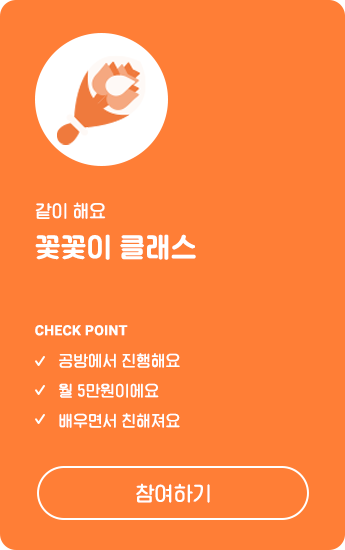 같이 해요
꽃꽂이 클래스
CHECK POINT
공방에서 진행해요
월 5만원이에요
배우면서 친해져요
참여하기